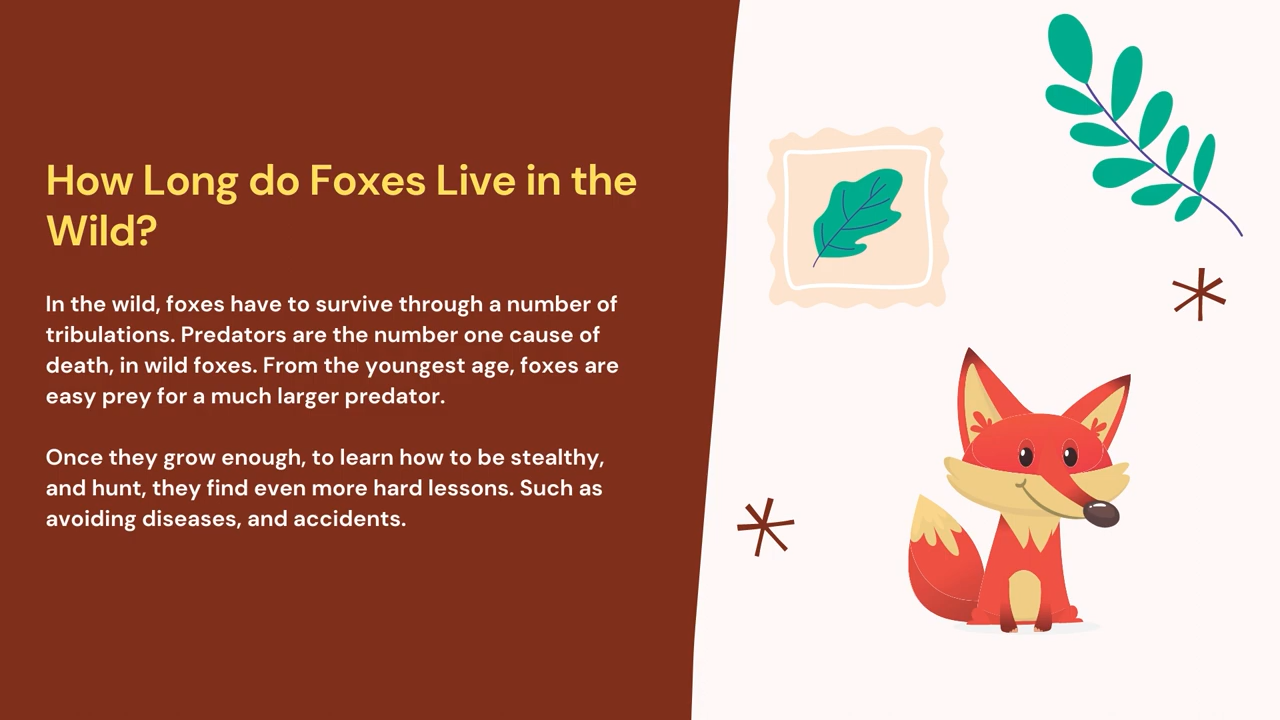 How Long do Foxes Live in the
Wild?
In the wild, foxes have to survive through a number of
tribulations. Predators are the number one cause of
death, in wild foxes. From the youngest age, foxes are
easy prey for a much larger predator.
Once they grow enough, to learn how to be stealthy,
and hunt, they find even more hard lessons. Such as
avoiding diseases, and accidents.